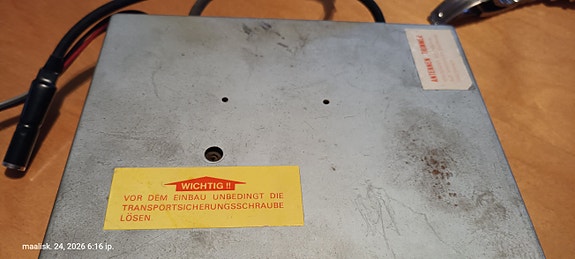 WICHTIG !!
VOR DEM EINBAU UNBEDINGT DIE
TRANSPORTSICHERUNGSSCHRAUBE
LÖSEN.
maalisk. 24, 2026 6:16 ip.